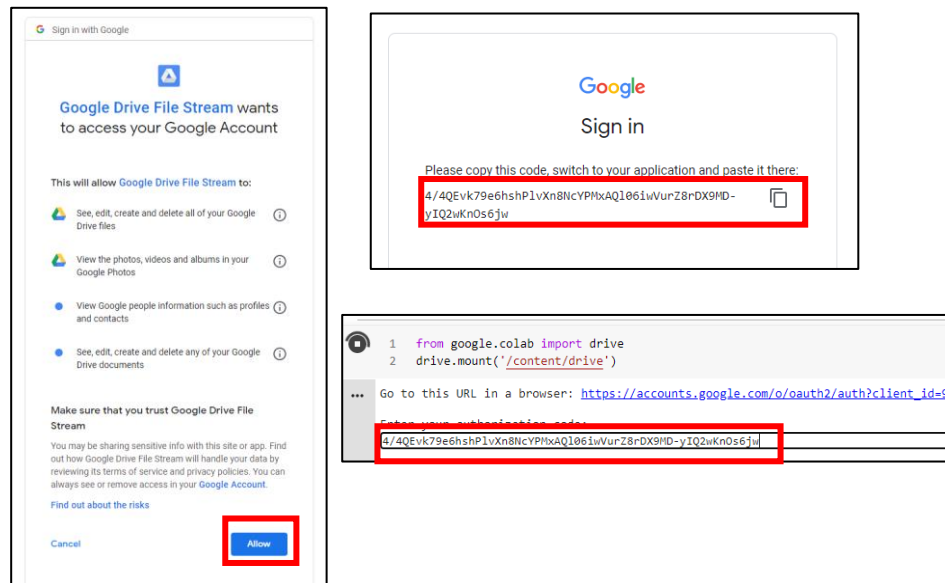 Sign in with Google
Google Drive File Stream wants
to access your Google Account
This will allow Google Drive File Stream to:
See, edit, create and delete all of your Google
Drive files
View the photos, videos and albums in your
Google Photos
View Google people information such as profiles
and contacts
See, edit, create and delete any of your Google
Drive documents
Make sure that you trust Google Drive File
Stream
You may be sharing sensitive info with this site or app. Find
out how Google Drive File Stream will handle your data by
reviewing its terms of service and privacy policies. You can
always see or remove access in your Google Account.
Find out about the risks
Cancel
Allow
Google
Sign in
Please copy this code, switch to your application and paste it there:
4/4QEvk79e6hshPlvXn8NcYPMxAQl06iwVurZ8rDX9MD-
yIQ2wKnOs6jw
1 from google.colab import drive
2 drive.mount('/content/drive')
Go to this URL in a browser: https://accounts.google.com/o/oauth2/auth?client_id=9
Enter your authorization code:
4/4QEvk79e6hshPlvXn8NcYPMxAQl06iwVurZ8rDX9MD-yIQ2wKnOs6jw